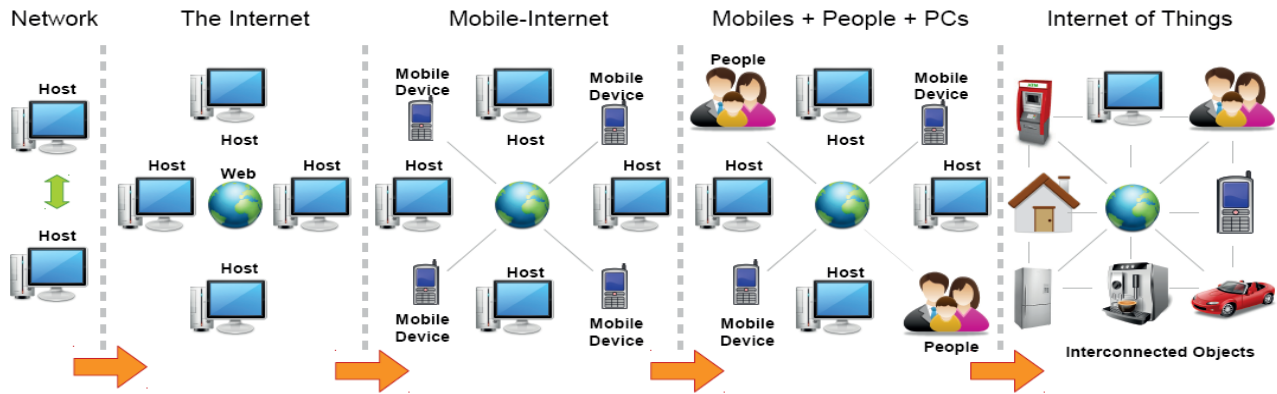 Network
The Internet
Mobile-Internet
Mobiles + People + PCs
Internet of Things
Host
Host
Host
Host
Web
Host
Host
Mobile
Device
Mobile
Device
Host
Host
Host
Host
Mobile
Device
Mobile
Device
People
Mobile
Device
Host
Host
Host
Host
Mobile
Device
People
Interconnected Objects